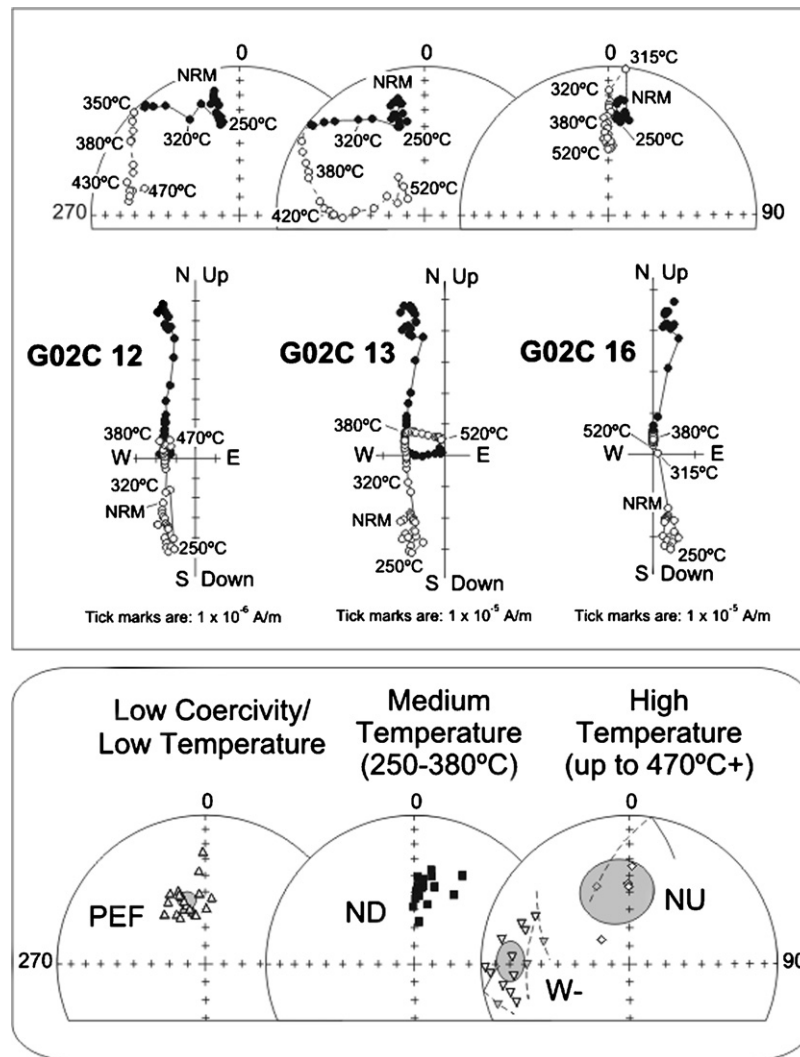 0 0 0 315ºC
NRM NRM
350ºC 320ºC NRM
320ºC 250ºC 320ºC 250ºC 380ºC 250ºC
380ºC 380ºC 520ºC
430ºC 470ºC 520ºC
270 420ºC 90
N Up N Up N Up
G02C 12 G02C 13 G02C 16
380ºC 470ºC 380ºC 520ºC 520ºC 380ºC
W E W E W E
320ºC 320ºC 315ºC
NRM NRM NRM
250ºC 250ºC 250ºC
S Down S Down S Down
Tick marks are: 1 x 10⁻⁶ A/m Tick marks are: 1 x 10⁻⁵ A/m Tick marks are: 1 x 10⁻⁵ A/m
Low Coercivity/ Medium High
Low Temperature Temperature Temperature
(250-380ºC) (up to 470ºC+)
0 0 0
PEF ND NU
270 W- 90